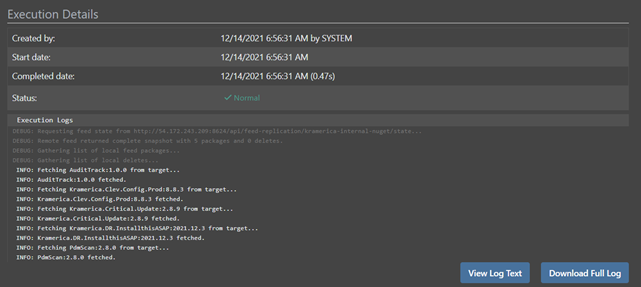 Execution Details
Created by: 12/14/2021 6:56:31 AM by SYSTEM
Start date: 12/14/2021 6:56:31 AM
Completed date: 12/14/2021 6:56:31 AM (0.47s)
Status: Normal
Execution Logs
DEBUG: Requesting feed state from http://94.172.243.209:8624/api/feed-replication/kramerica-internal-nuget/state...
DEBUG: Remote feed returned complete snapshot with 5 packages and 0 deletes.
DEBUG: Gathering list of local feed packages...
DEBUG: Gathering list of local deletes...
INFO: Fetching AuditTrack:1.0.0 from target...
INFO: AuditTrack:1.0.0 fetched.
INFO: Fetching Kramerica.Clev.Config.Prod:8.8.3 from target...
INFO: Kramerica.Clev.Config.Prod:8.8.3 fetched.
INFO: Fetching Kramerica.Critical.Update:2.8.9 from target...
INFO: Kramerica.Critical.Update:2.8.9 fetched.
INFO: Fetching Kramerica.DR.InstallthisASAP:2021.12.3 from target...
INFO: Kramerica.DR.InstallthisASAP:2021.12.3 fetched.
INFO: Fetching PdmScan:2.8.0 from target...
INFO: PdmScan:2.8.0 fetched.
View Log Text
Download Full Log